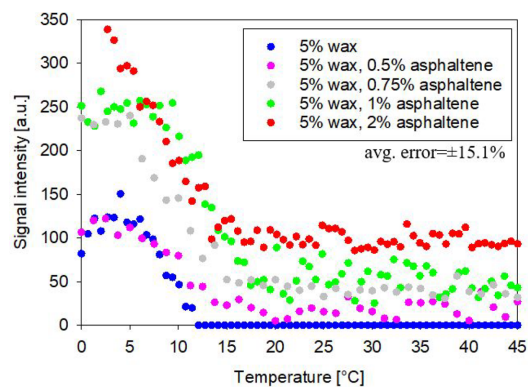 350
300
250
200
150
100
50
0
Signal intensity [a.u.]
5% wax
5% wax, 0.5% asphaltene
5% wax, 0.75% asphaltene
5% wax, 1% asphaltene
5% wax, 2% asphaltene
avg. error=±15.1%
0 5 10 15 20 25 30 35 40 45
Temperature [°C]